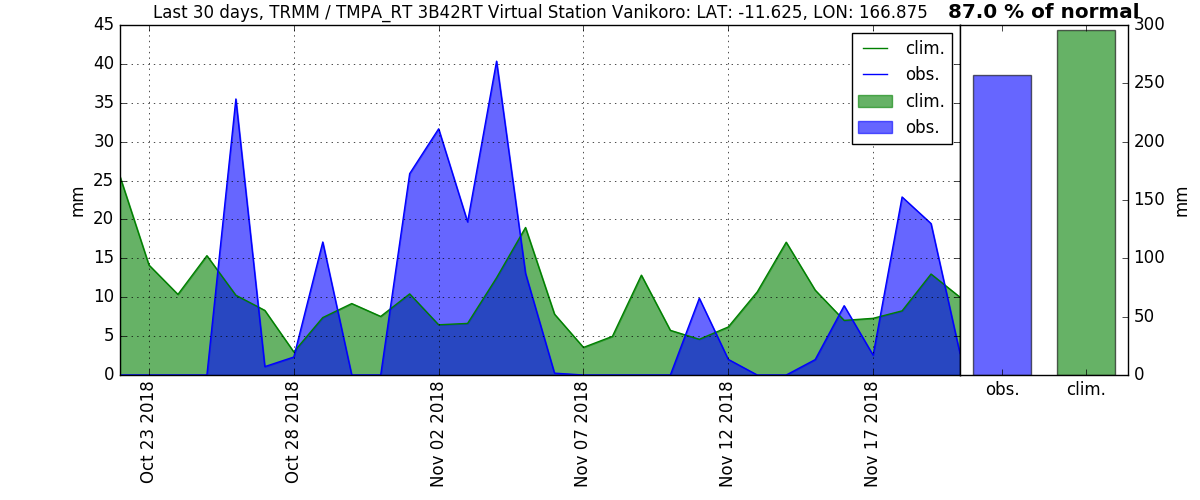 Last 30 days, TRMM / TMPA_RT 3B42RT Virtual Station Vanikoro: LAT: -11.625, LON: 166.875
87.0 % of normal
45
40
35
30
25
20
15
10
5
0
mm
clim.
obs.
clim.
obs.
Oct 23 2018
Oct 28 2018
Nov 02 2018
Nov 07 2018
Nov 12 2018
Nov 17 2018
300
250
200
150
100
50
0
mm
obs.
clim.